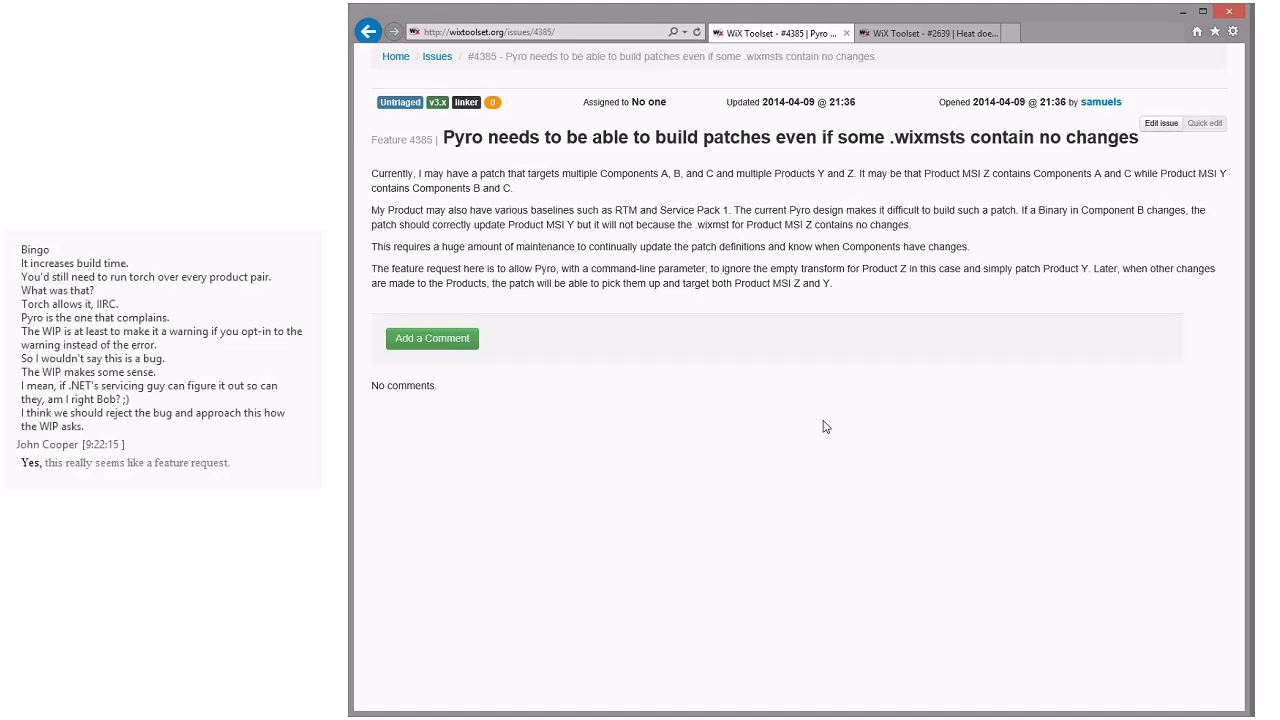 Bingo
It increases build time.
You'd still need to run torch over every product pair.
What was that?
Torch allows it, IIRC.
Pyro is the one that complains.
The WIP is at least to make it a warning if you opt-in to the
warning instead of the error.
So I wouldn't say this is a bug.
The WIP makes some sense.
I mean, if .NET's servicing guy can figure it out so can
they, am I right Bob? ;)
I think we should reject the bug and approach this how
the WIP asks.
John Cooper [9:22:15 ]
Yes, this really seems like a feature request.
http://wixtoolset.org/issues/4385/
WiX Toolset - #4385 | Pyro ...
WiX Toolset - #2639 | Heat doe...
Home / Issues / #4385 - Pyro needs to be able to build patches even if some .wixmsts contain no changes
Untriaged v3.x linker 0 Assigned to No one Updated 2014-04-09 @ 21:36 Opened 2014-04-09 @ 21:36 by samuels
Edit issue Quick edit
Feature 4385 | Pyro needs to be able to build patches even if some .wixmsts contain no changes
Currently, I may have a patch that targets multiple Components A, B, and C and multiple Products Y and Z. It may be that Product MSI Z contains Components A and C while Product MSI Y
contains Components B and C.
My Product may also have various baselines such as RTM and Service Pack 1. The current Pyro design makes it difficult to build such a patch. If a Binary in Component B changes, the
patch should correctly update Product MSI Y but it will not because the .wixmst for Product MSI Z contains no changes.
This requires a huge amount of maintenance to continually update the patch definitions and know when Components have changes.
The feature request here is to allow Pyro, with a command-line parameter, to ignore the empty transform for Product Z in this case and simply patch Product Y. Later, when other changes
are made to the Products, the patch will be able to pick them up and target both Product MSI Z and Y.
Add a Comment
No comments.